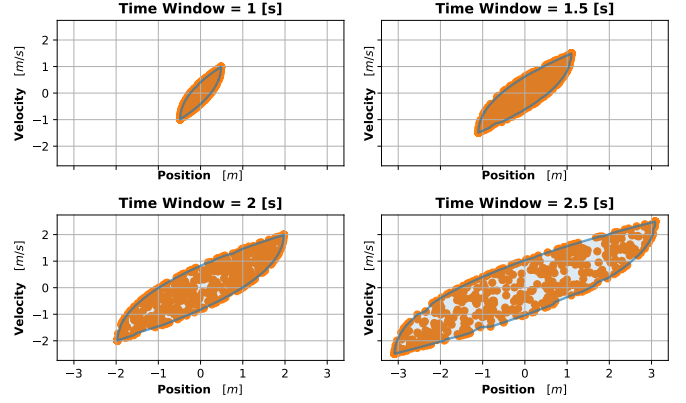 Time Window = 1 [s]
Time Window = 1.5 [s]
2
1
0
−1
−2
Velocity [m/s]
Position [m]
Velocity [m/s]
Position [m]
Time Window = 2 [s]
Time Window = 2.5 [s]
2
1
0
−1
−2
Velocity [m/s]
−3 −2 −1 0 1 2 3
Position [m]
Velocity [m/s]
−3 −2 −1 0 1 2 3
Position [m]